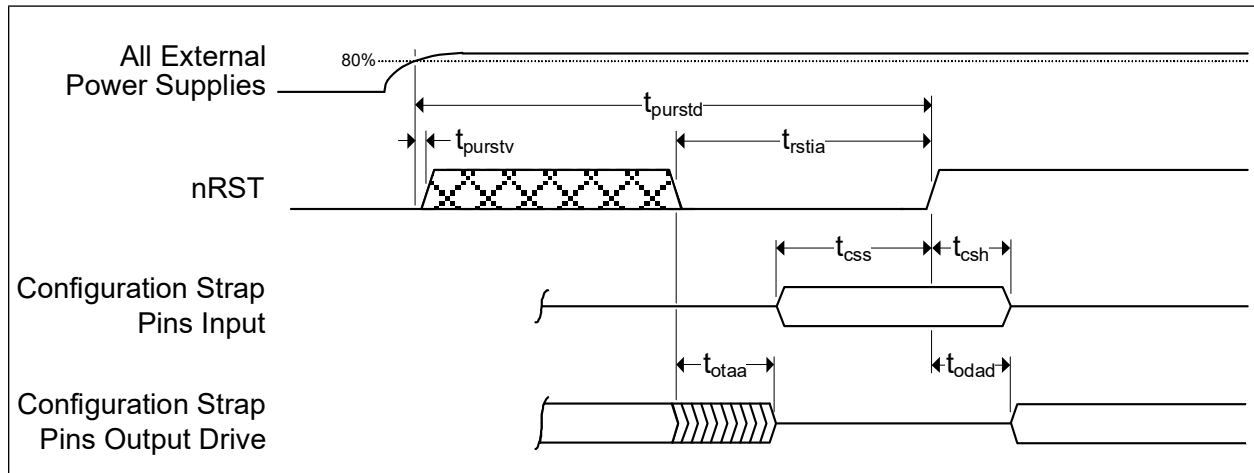 All External
Power Supplies
80%
tpurstd
tpurstv
trstia
nRST
tcss
tcsh
Configuration Strap
Pins Input
totaa
todad
Configuration Strap
Pins Output Drive